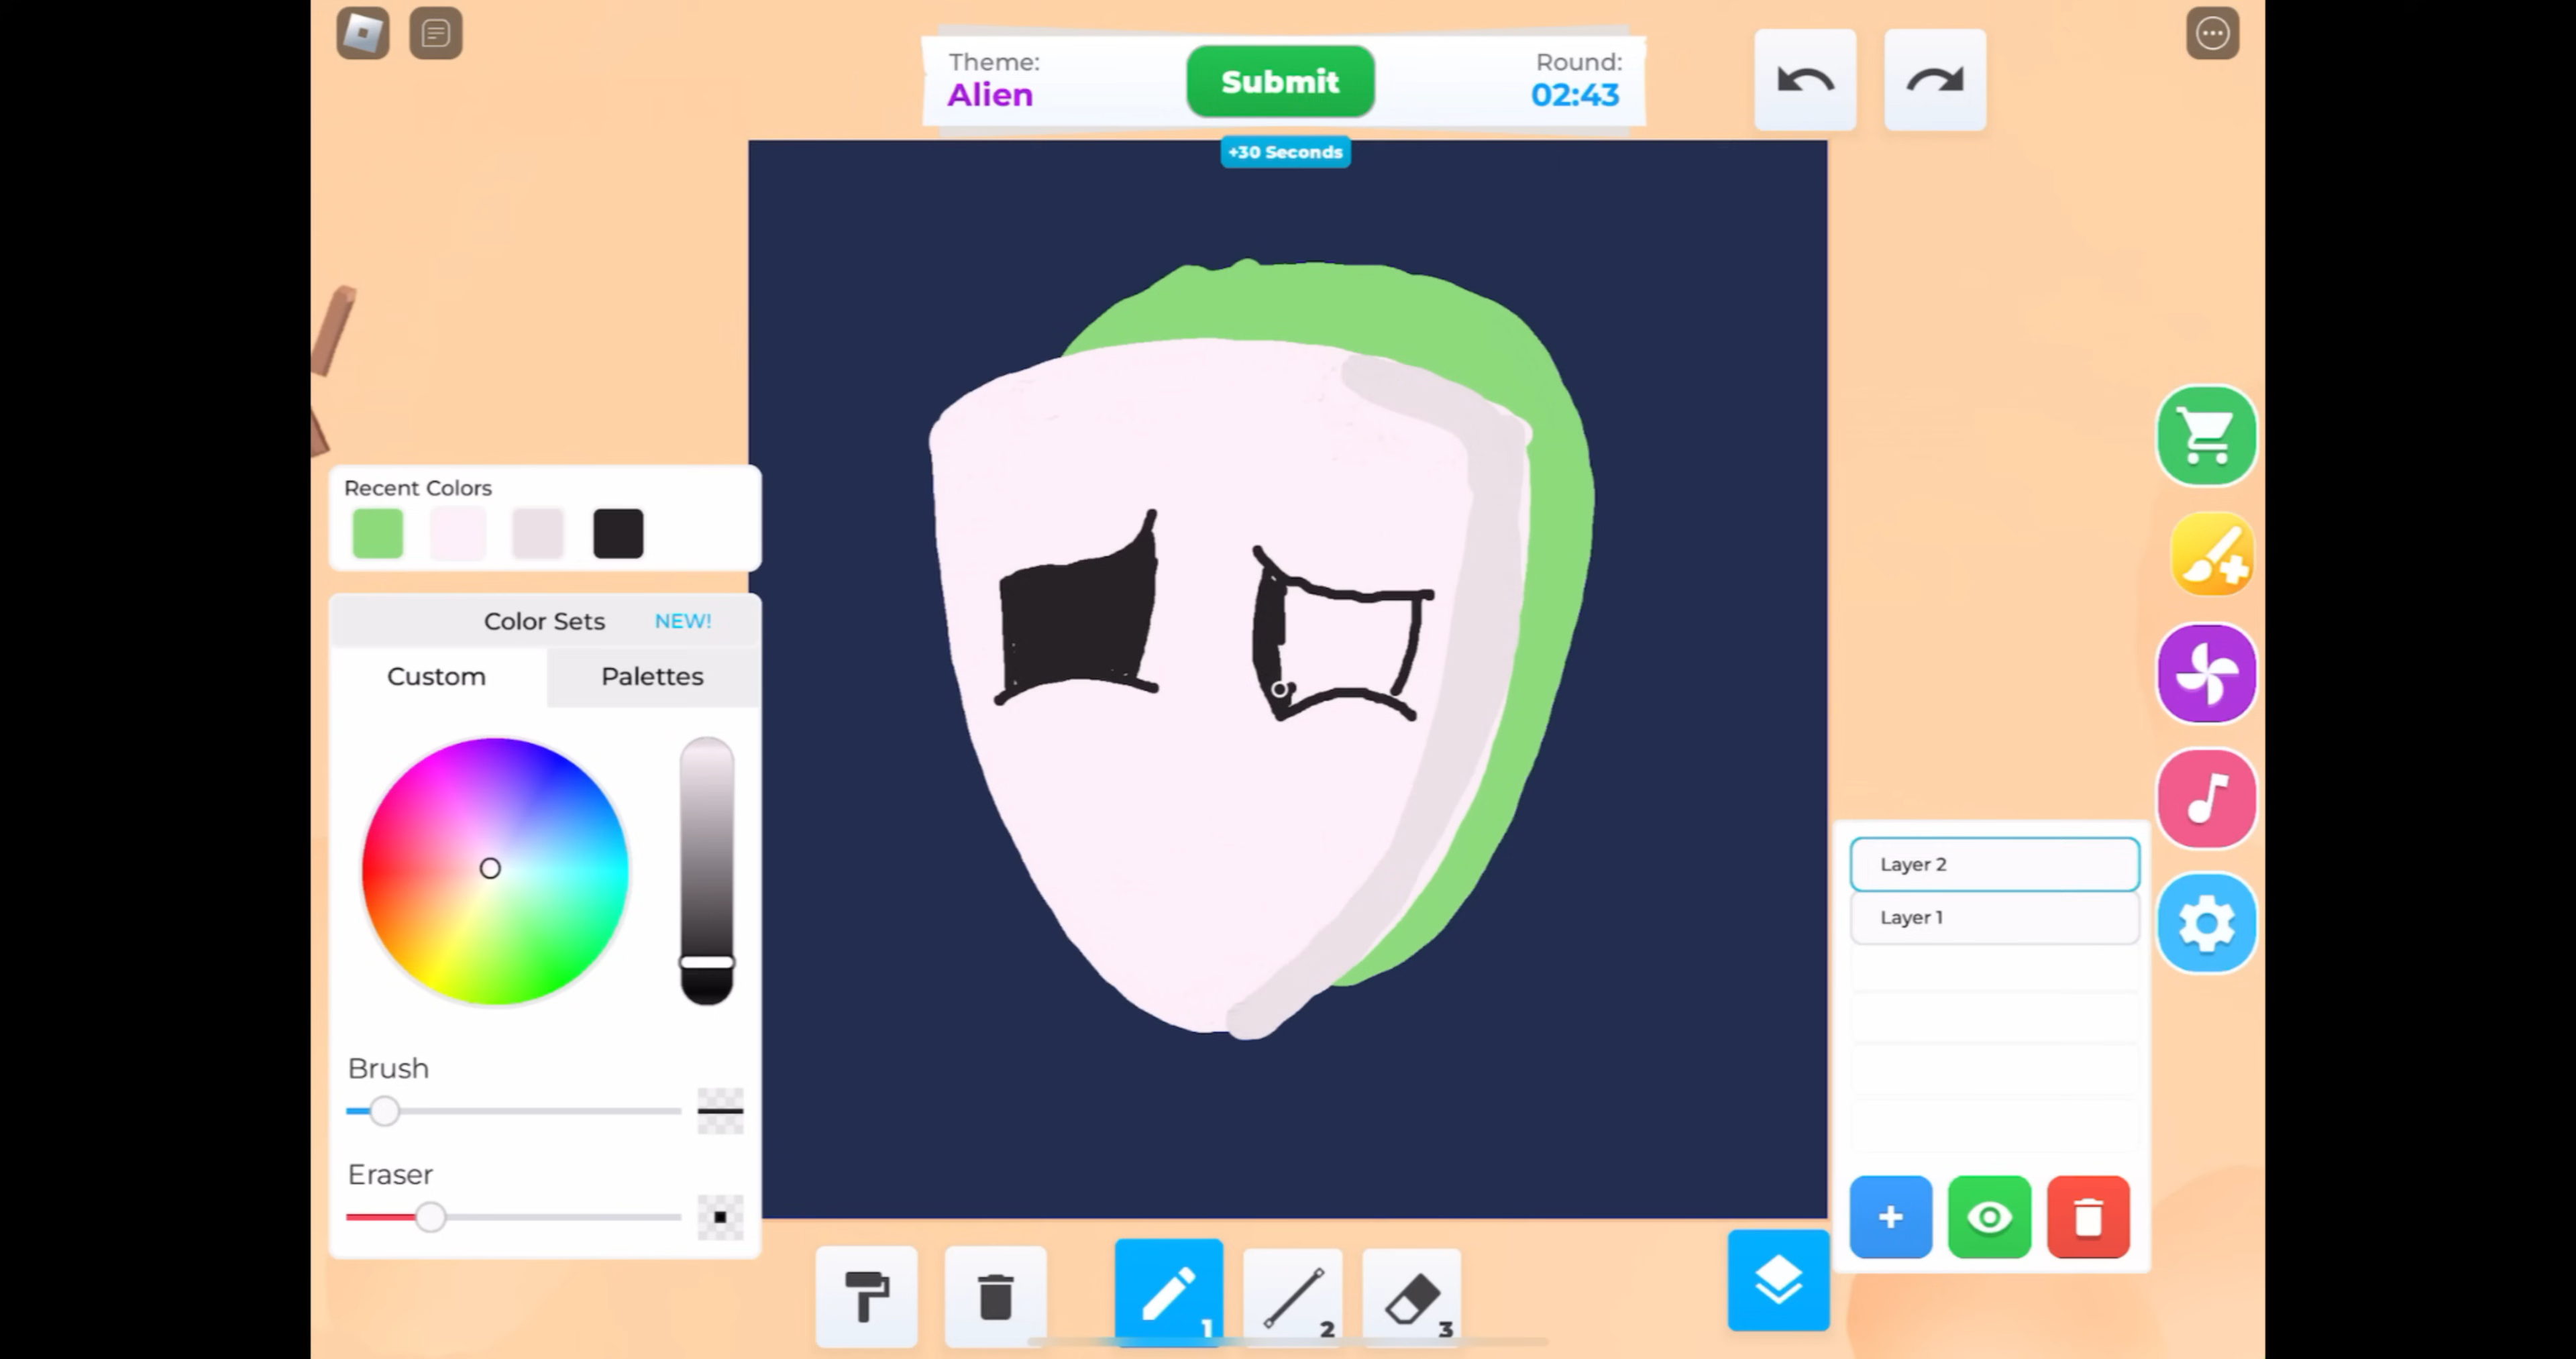 Theme:
Alien
Submit
Round:
02:43
+30 Seconds
Recent Colors
Color Sets NEW!
Custom Palettes
Brush
Eraser
Layer 2
Layer 1
1
2
3